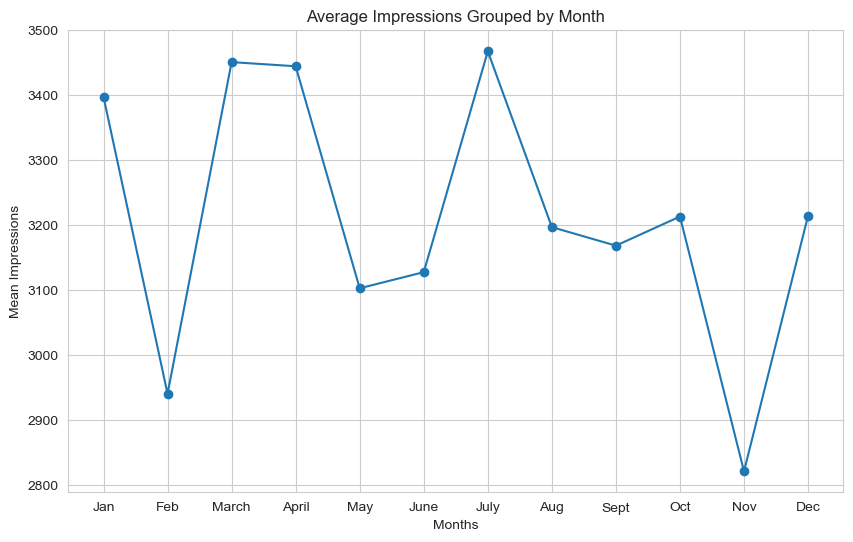 Average Impressions Grouped by Month
Mean Impressions
3500
3400
3300
3200
3100
3000
2900
2800
Jan Feb March April May June July Aug Sept Oct Nov Dec
Months